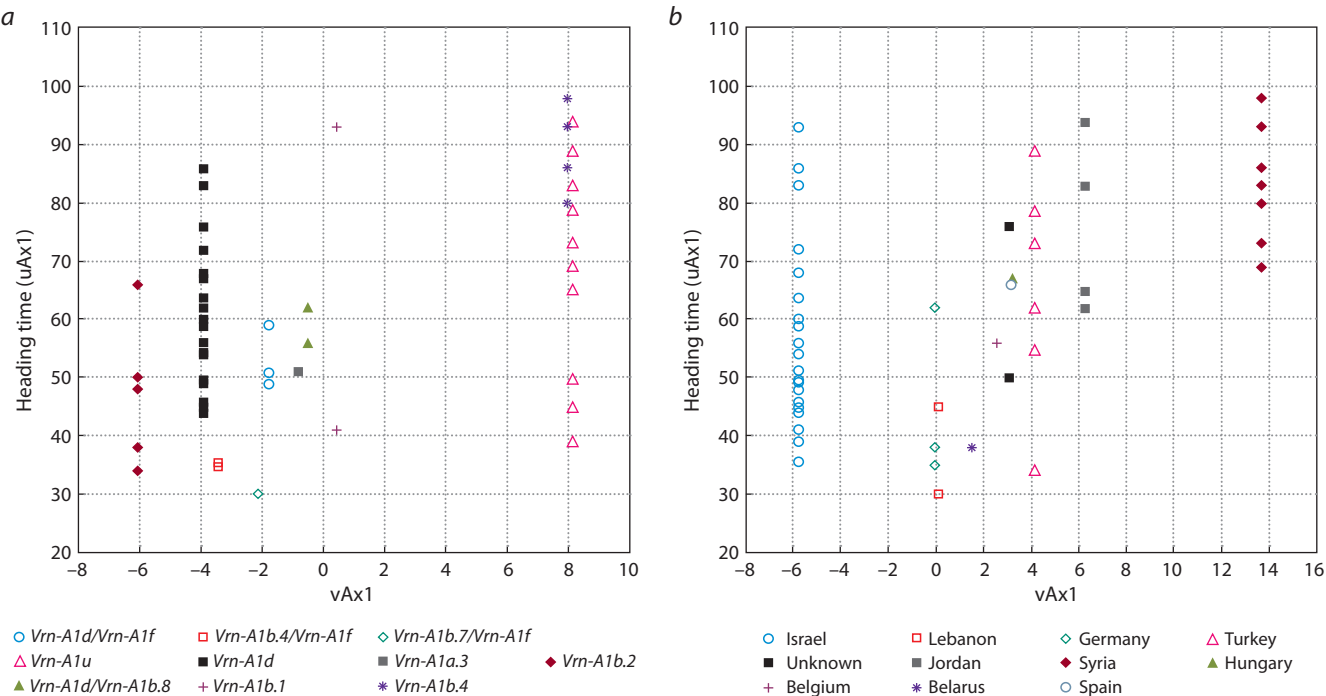 a
b
110
100
90
80
70
60
50
40
30
20
Heading time (uAx1)
–8 –6 –4 –2 0 2 4 6 8 10
vAx1
110
100
90
80
70
60
50
40
30
20
Heading time (uAx1)
–8 –6 –4 –2 0 2 4 6 8 10 12 14 16
vAx1
Vrn-A1d/Vrn-A1f Vrn-A1b.4/Vrn-A1f Vrn-A1b.7/Vrn-A1f
Vrn-A1u Vrn-A1d Vrn-A1a.3 Vrn-A1b.2
Vrn-A1d/Vrn-A1b.8 Vrn-A1b.1 Vrn-A1b.4
Israel Lebanon Germany Turkey
Unknown Jordan Syria Hungary
Belgium Belarus Spain